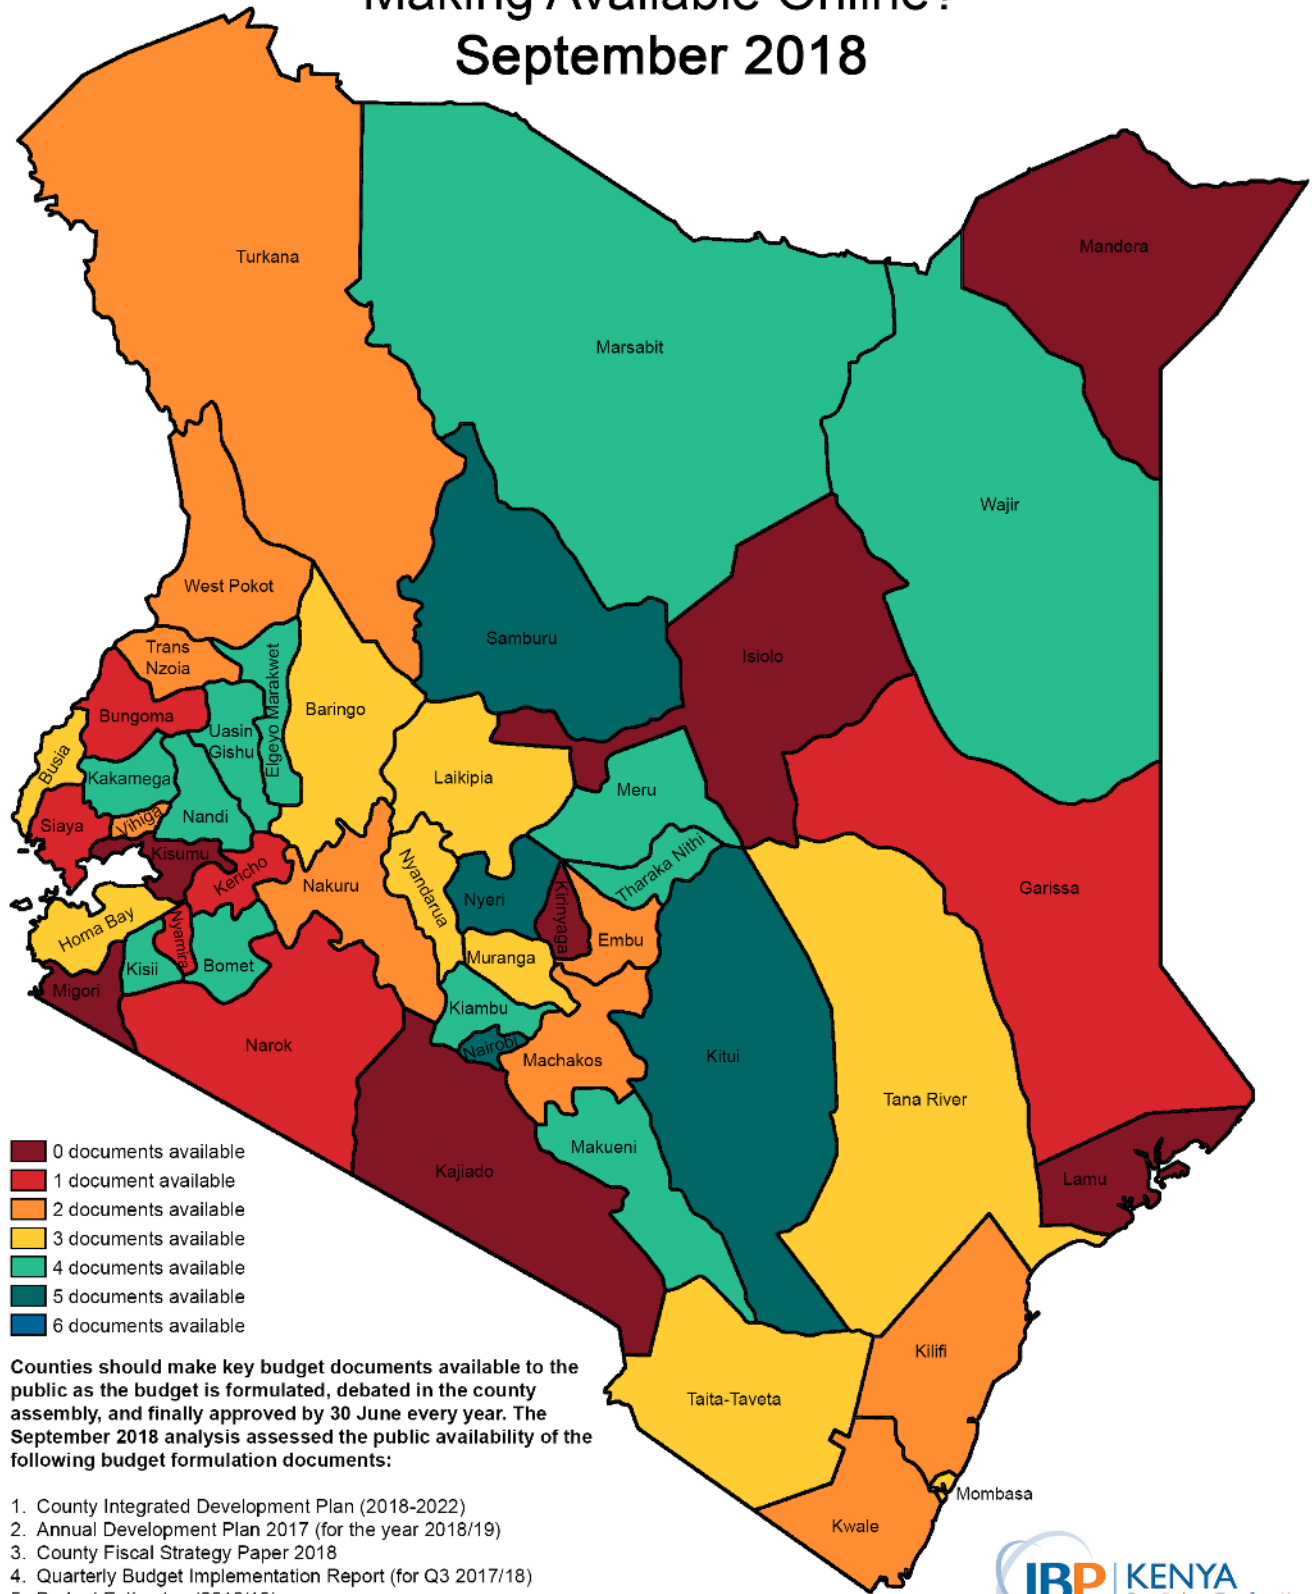 Making Available Online?
September 2018
Turkana
Mandera
Marsabit
Wajir
West Pokot
Samburu
Trans
Nzoia
Isiolo
Elgeyo Marakwet
Baringo
Bungoma
Uasin
Gishu
Busia
Kakamega
Laikipia
Meru
Nandi
Siaya
Vihiga
Kisumu
Kericho
Tharaka Nithi
Nakuru
Nyandarua
Nyeri
Kirinyaga
Garissa
Homa Bay
Nyamira
Embu
Muranga
Kisii
Bomet
Migori
Kiambu
Narok
Nairobi
Machakos
Kitui
Tana River
Makueni
Kajiado
Lamu
0 documents available
1 document available
2 documents available
3 documents available
4 documents available
5 documents available
6 documents available
Kilifi
Taita-Taveta
Mombasa
Kwale
Counties should make key budget documents available to the
public as the budget is formulated, debated in the county
assembly, and finally approved by 30 June every year. The
September 2018 analysis assessed the public availability of the
following budget formulation documents:
1. County Integrated Development Plan (2018-2022)
2. Annual Development Plan 2017 (for the year 2018/19)
3. County Fiscal Strategy Paper 2018
4. Quarterly Budget Implementation Report (for Q3 2017/18)
IBP KENYA